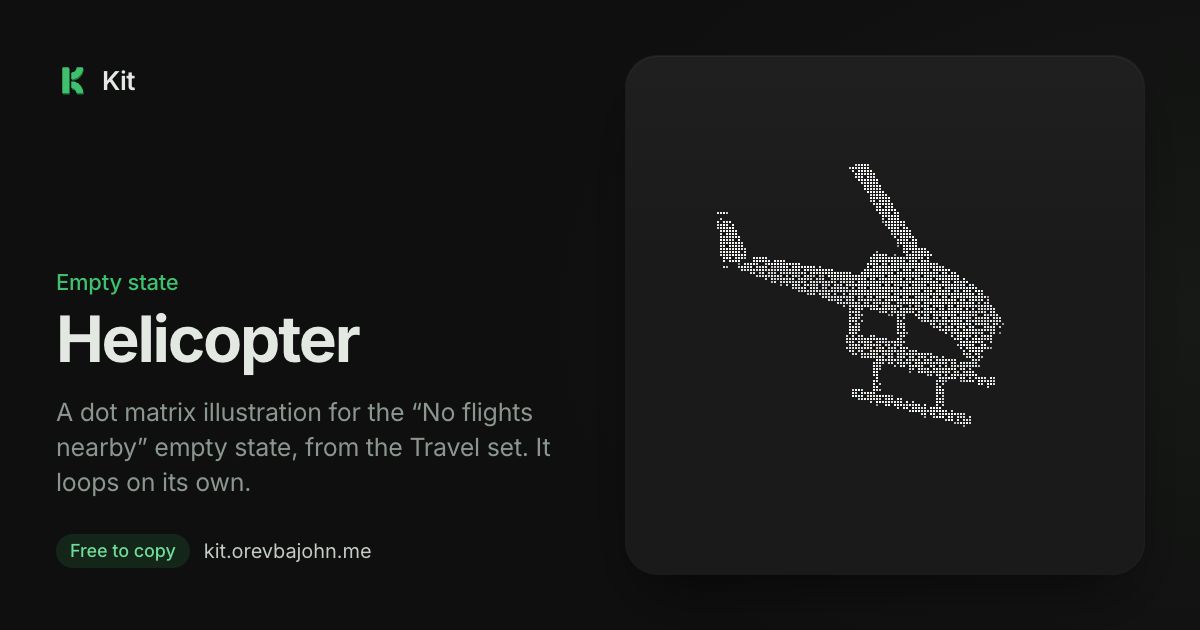 Kit
Empty state
Helicopter
A dot matrix illustration for the “No flights
nearby” empty state, from the Travel set. It
loops on its own.
Free to copy
kit.orevbajohn.me